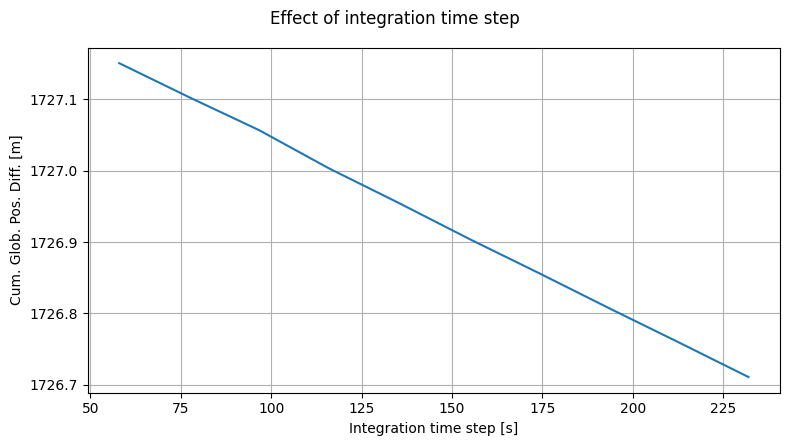 Effect of integration time step
Cum. Glob. Pos. Diff. [m]
1727.1
1727.0
1726.9
1726.8
1726.7
50 75 100 125 150 175 200 225
Integration time step [s]